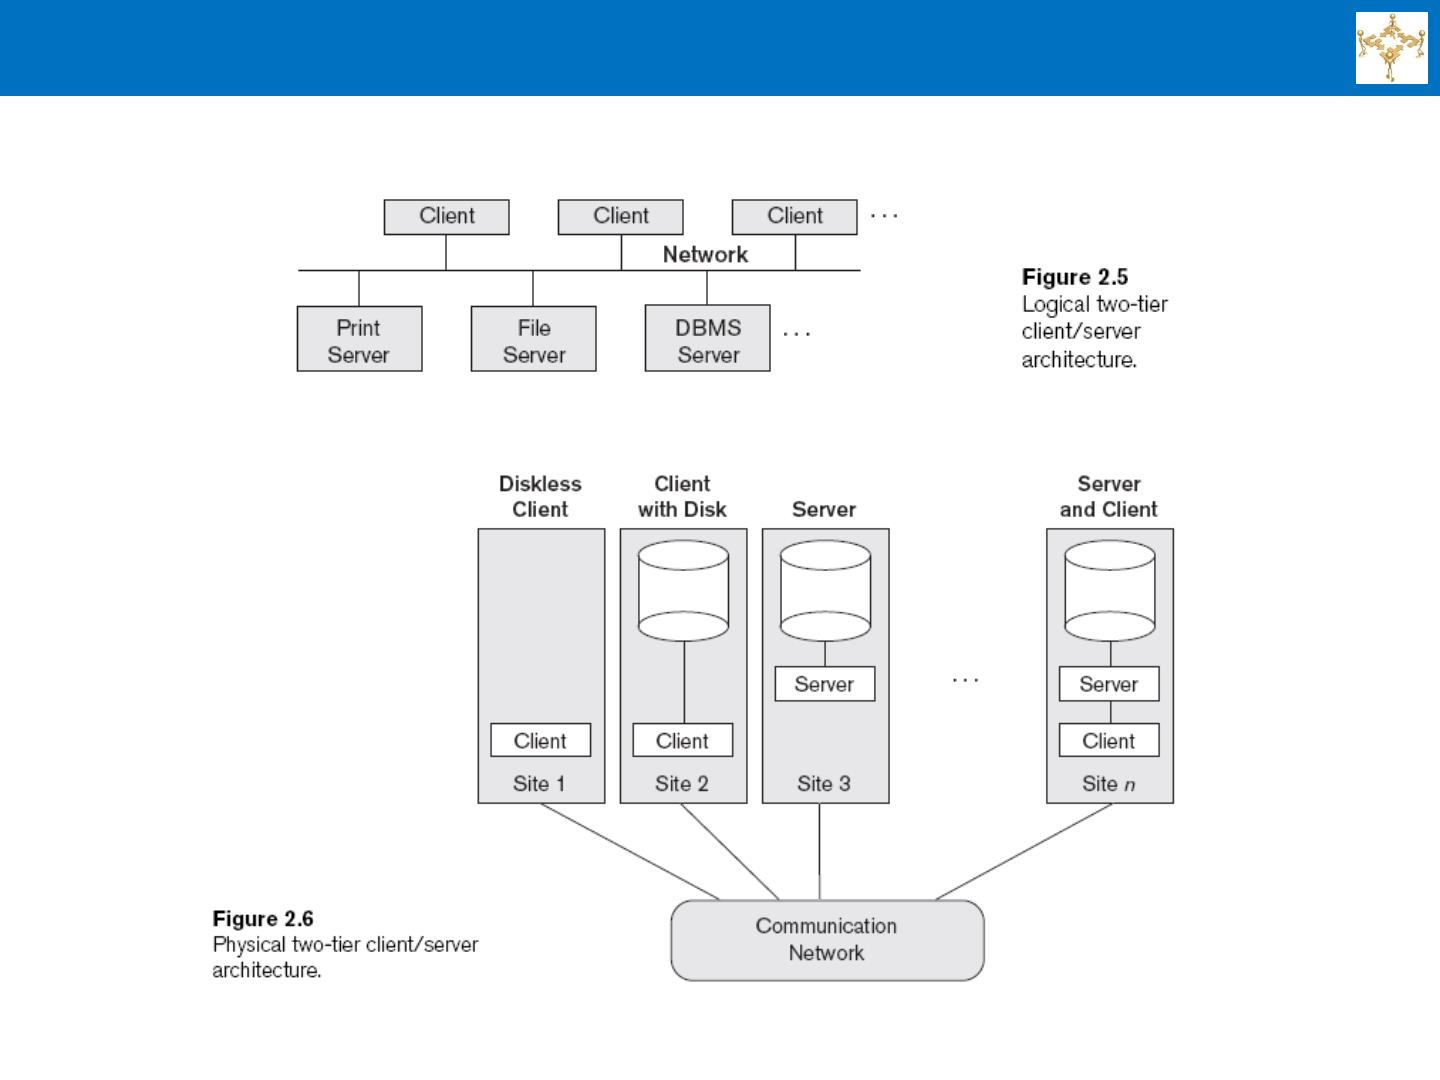 Client Client Client ...
Network
Print Server
File Server
DBMS Server
...
Figure 2.5
Logical two-tier
client/server
architecture.
Diskless
Client
Client
with Disk
Server
Server
and Client
Server
...
Server
Client
Client
Client
Site 1
Site 2
Site 3
Site n
Communication
Network
Figure 2.6
Physical two-tier client/server
architecture.